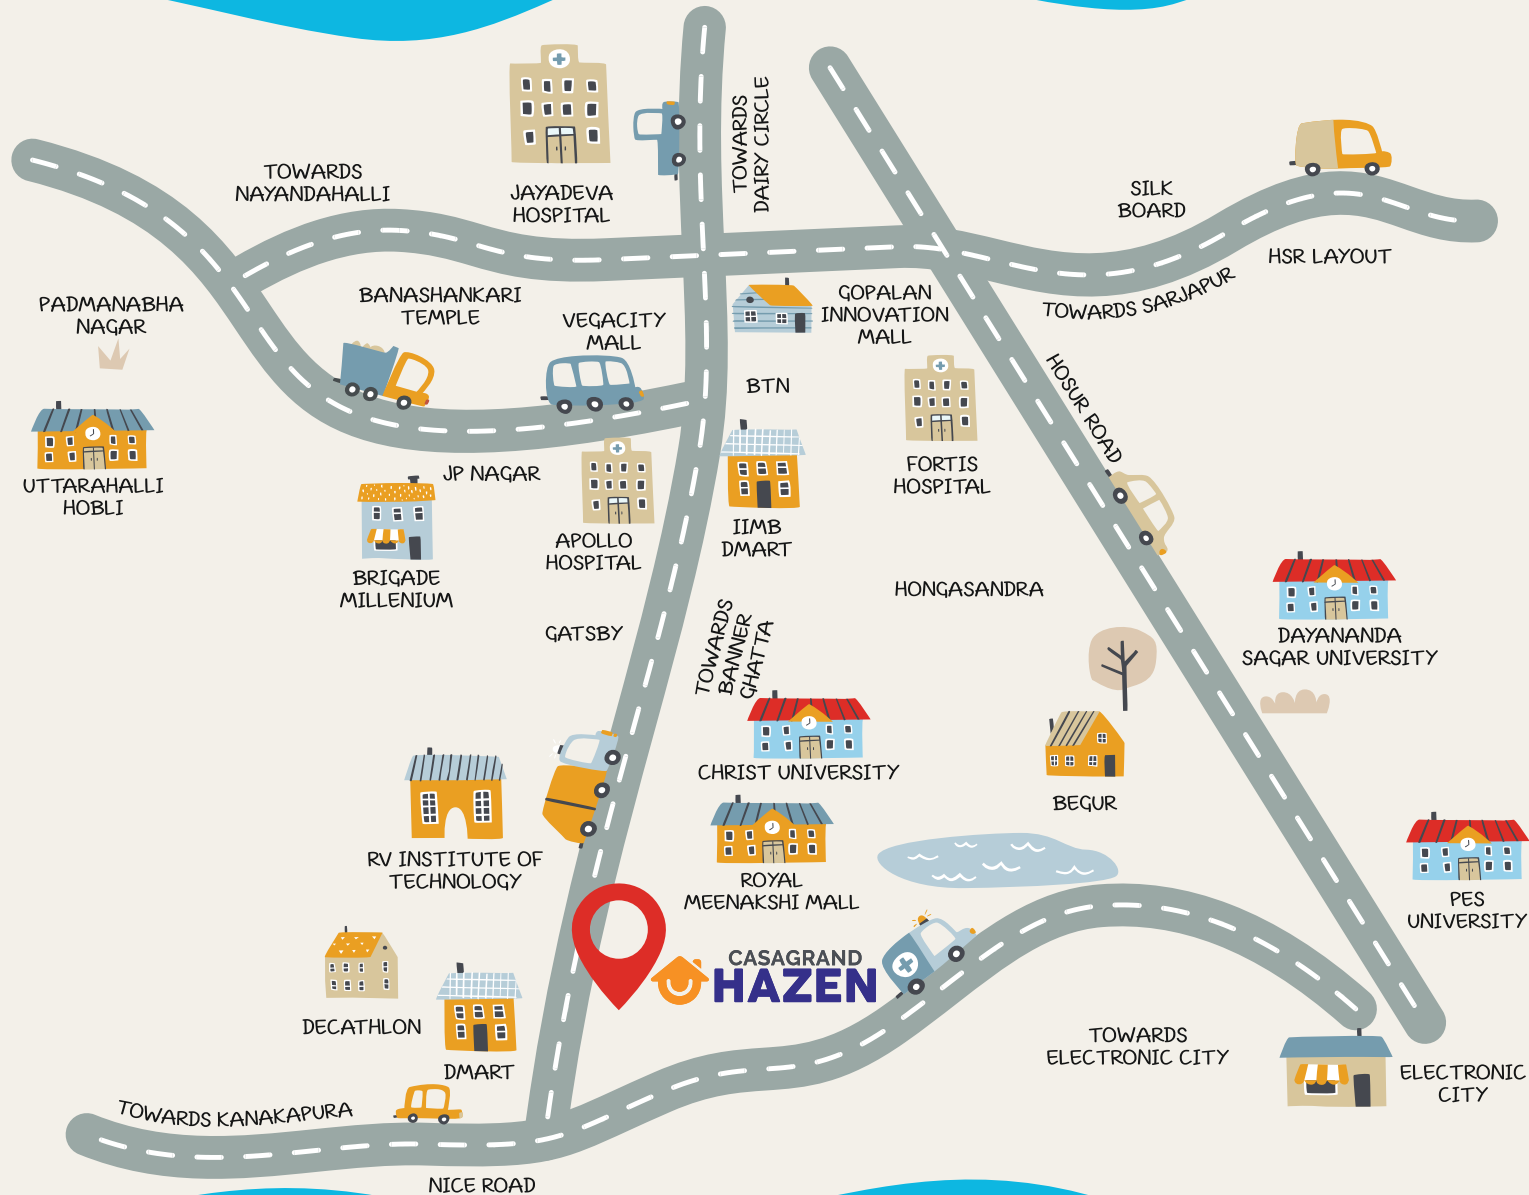 TOWARDS
DAIRY CIRCLE
TOWARDS
NAYANDAHALLI
JAYADEVA
HOSPITAL
SILK
BOARD
HSR LAYOUT
TOWARDS SARJAPUR
PADMANABHA
NAGAR
BANASHANKARI
TEMPLE
VEGACITY
MALL
GOPALAN
INNOVATION
MALL
BTN
HOSUR ROAD
UTTARAHALLI
HOBLI
JP NAGAR
FORTIS
HOSPITAL
BRIGADE
MILLENIUM
APOLLO
HOSPITAL
IIMB
DMART
HONGASANDRA
GATSBY
TOWARDS
BANNER
GHATTA
DAYANANDA
SAGAR UNIVERSITY
CHRIST UNIVERSITY
BEGUR
RV INSTITUTE OF
TECHNOLOGY
ROYAL
MEENAKSHI MALL
PES
UNIVERSITY
CASAGRAND
HAZEN
DECATHLON
DMART
TOWARDS
ELECTRONIC CITY
ELECTRONIC
CITY
TOWARDS KANAKAPURA
NICE ROAD